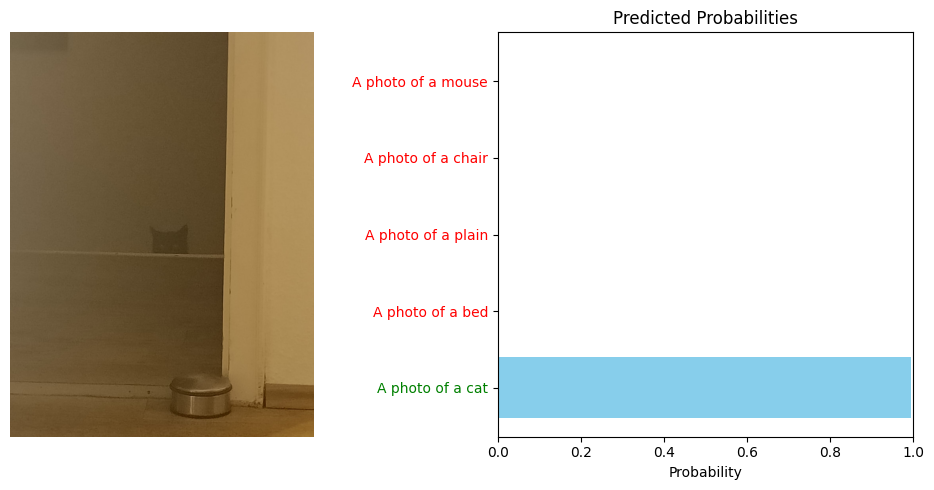 Predicted Probabilities
A photo of a mouse
A photo of a chair
A photo of a plain
A photo of a bed
A photo of a cat
0.0 0.2 0.4 0.6 0.8 1.0
Probability